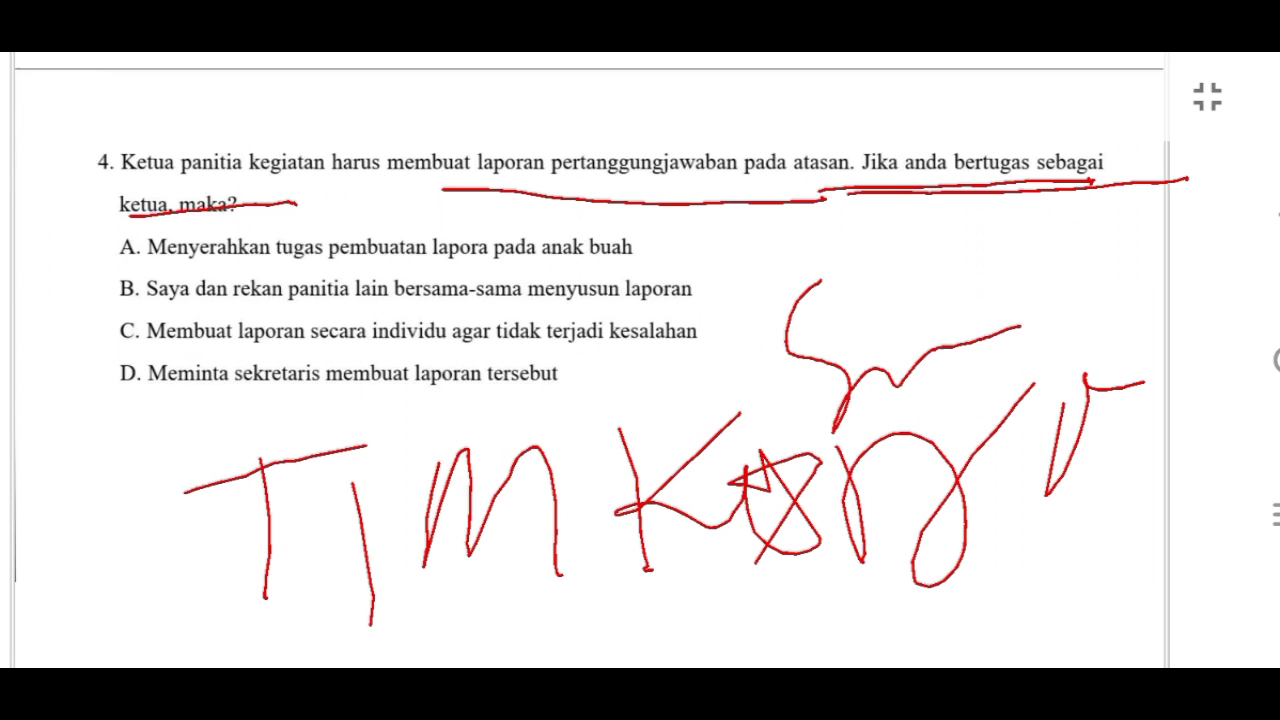 4. Ketua panitia kegiatan harus membuat laporan pertanggungjawaban pada atasan. Jika anda bertugas sebagai
ketua, maka?
A. Menyerahkan tugas pembuatan lapora pada anak buah
B. Saya dan rekan panitia lain bersama-sama menyusun laporan
C. Membuat laporan secara individu agar tidak terjadi kesalahan
D. Meminta sekretaris membuat laporan tersebut
TIM